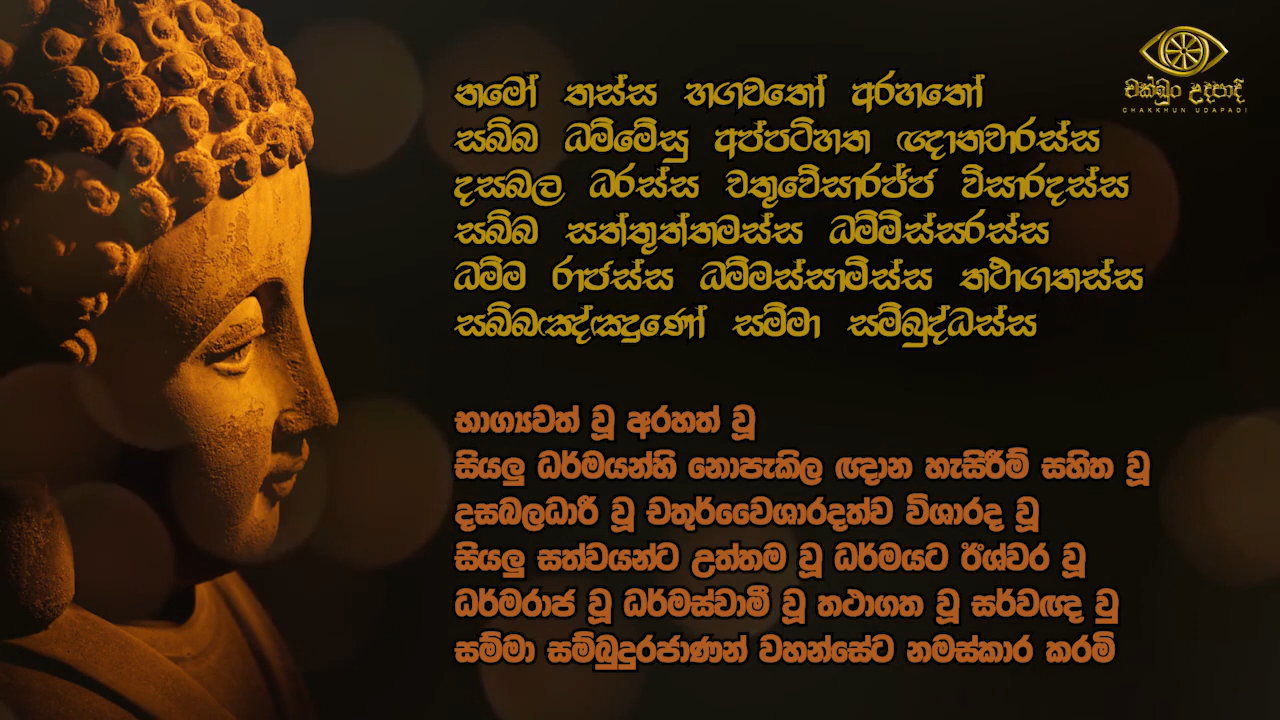 චක්ඛුං උදපාදි
CHAKKHUN UDAPADI
නමෝ තස්ස භගවතෝ අරහතෝ
සබ්බ ධම්මේසු අප්පටිහත ඥානචාරස්ස
දසබල ධරස්ස චතුවේසාරජ්ජ විසාරදස්ස
සබ්බ සත්තුත්තමස්ස ධම්මිස්සරස්ස
ධම්ම රාජස්ස ධම්මස්සාමිස්ස තථාගතස්ස
සබ්බඤ්ඤුණෝ සම්මා සම්බුද්ධස්ස
භාග්‍යවත් වූ අරහත් වූ
සියලු ධර්මයන්හි නොපැකිල ඥාන හැසිරීම් සහිත වූ
දසබලධාරී වූ චතුර්වෛශාරදත්ව විශාරද වූ
සියලු සත්වයන්ට උත්තම වූ ධර්මයට ඊශ්වර වූ
ධර්මරාජ වූ ධර්මස්වාමී වූ තථාගත වූ සර්වඥ වු
සම්මා සම්බුදුරජාණන් වහන්සේට නමස්කාර කරමි